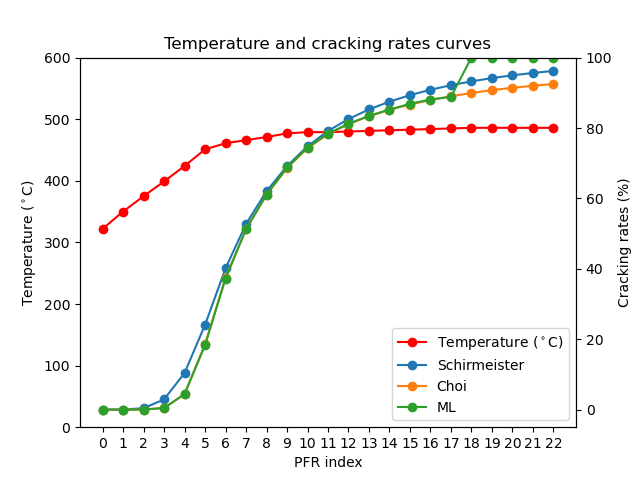 Temperature and cracking rates curves
600
500
400
300
200
100
0
Temperature (°C)
100
80
60
40
20
0
Cracking rates (%)
Temperature (°C)
Schirmeister
Choi
ML
0 1 2 3 4 5 6 7 8 9 10 11 12 13 14 15 16 17 18 19 20 21 22
PFR index